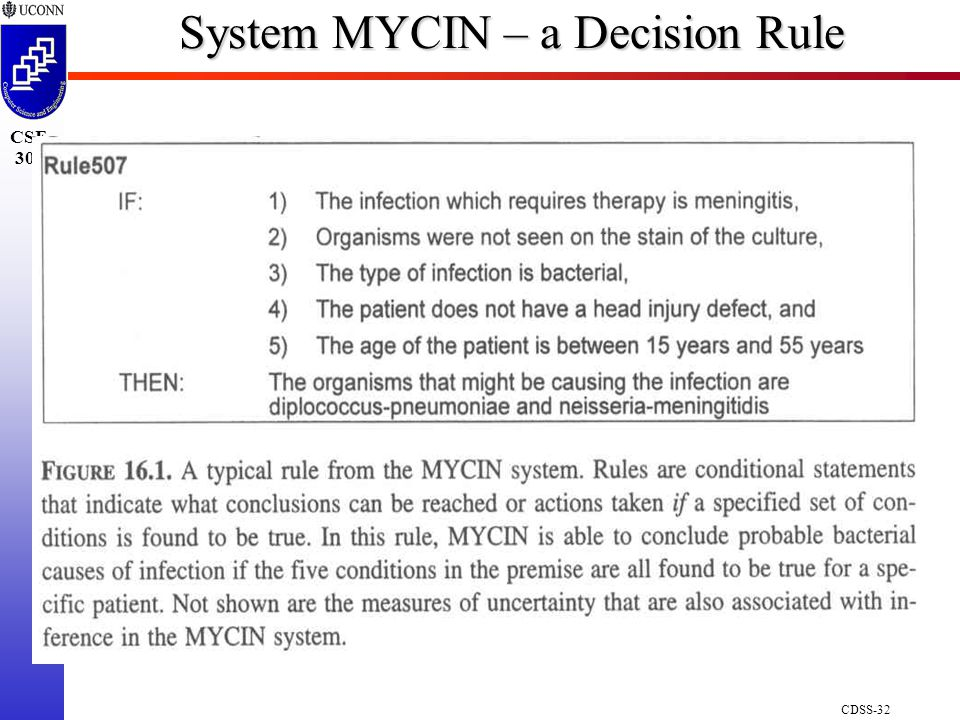 UCONN
System MYCIN – a Decision Rule
Computer Science and Engineering
CSE
30
Rule507
IF: 1) The infection which requires therapy is meningitis,
2) Organisms were not seen on the stain of the culture,
3) The type of infection is bacterial,
4) The patient does not have a head injury defect, and
5) The age of the patient is between 15 years and 55 years
THEN: The organisms that might be causing the infection are
diplococcus-pneumoniae and neisseria-meningitidis
FIGURE 16.1. A typical rule from the MYCIN system. Rules are conditional statements
that indicate what conclusions can be reached or actions taken if a specified set of con-
ditions is found to be true. In this rule, MYCIN is able to conclude probable bacterial
causes of infection if the five conditions in the premise are all found to be true for a spe-
cific patient. Not shown are the measures of uncertainty that are also associated with in-
ference in the MYCIN system.
CDSS-32